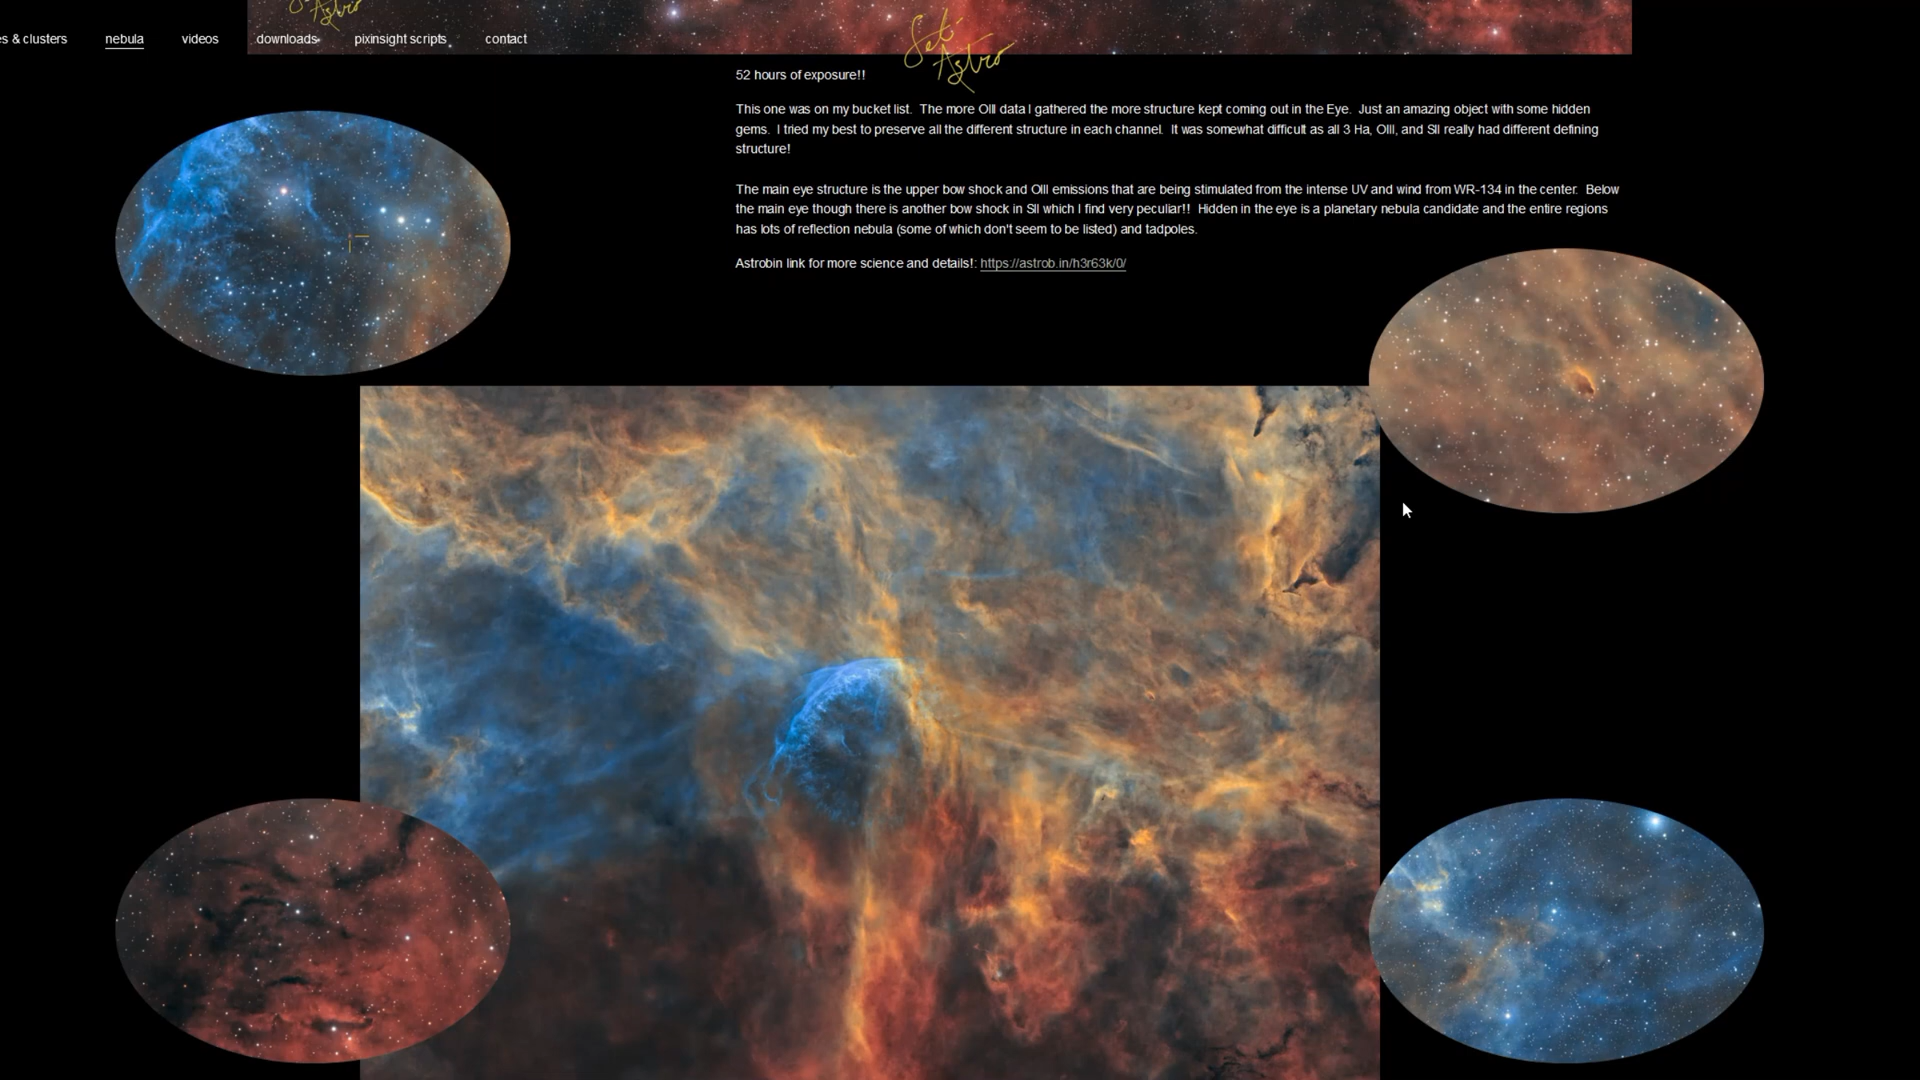 Astro
es & clusters nebula videos downloads pixinsight scripts contact
Seti
Astro
52 hours of exposure!!
This one was on my bucket list. The more OIII data I gathered the more structure kept coming out in the Eye. Just an amazing object with some hidden
gems. I tried my best to preserve all the different structure in each channel. It was somewhat difficult as all 3 Ha, OIII, and SII really had different defining
structure!
The main eye structure is the upper bow shock and OIII emissions that are being stimulated from the intense UV and wind from WR-134 in the center. Below
the main eye though there is another bow shock in SII which I find very peculiar!! Hidden in the eye is a planetary nebula candidate and the entire regions
has lots of reflection nebula (some of which don't seem to be listed) and tadpoles.
Astrobin link for more science and details!: https://astrob.in/h3r63k/0/